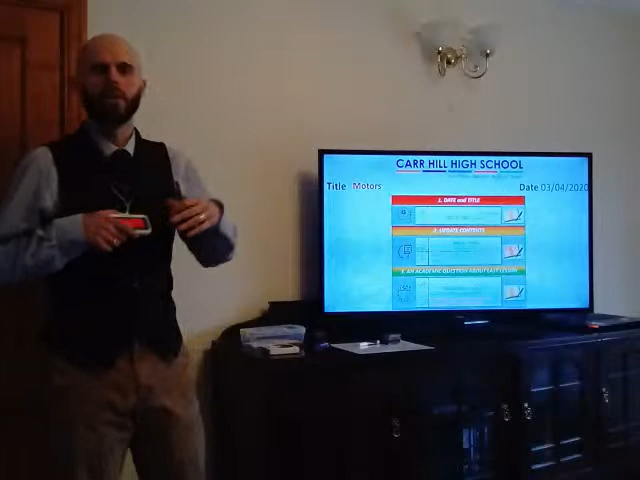 CARR HILL HIGH SCHOOL
Title Motors
Date 03/04/2020
1. DATE and TITLE
2. UPDATE CONTENTS
3. AN ACADEMIC QUESTION ABOUT LAST LESSON